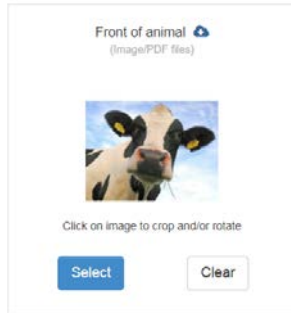 Front of animal
(Image/PDF files)
Click on image to crop and/or rotate
Select
Clear